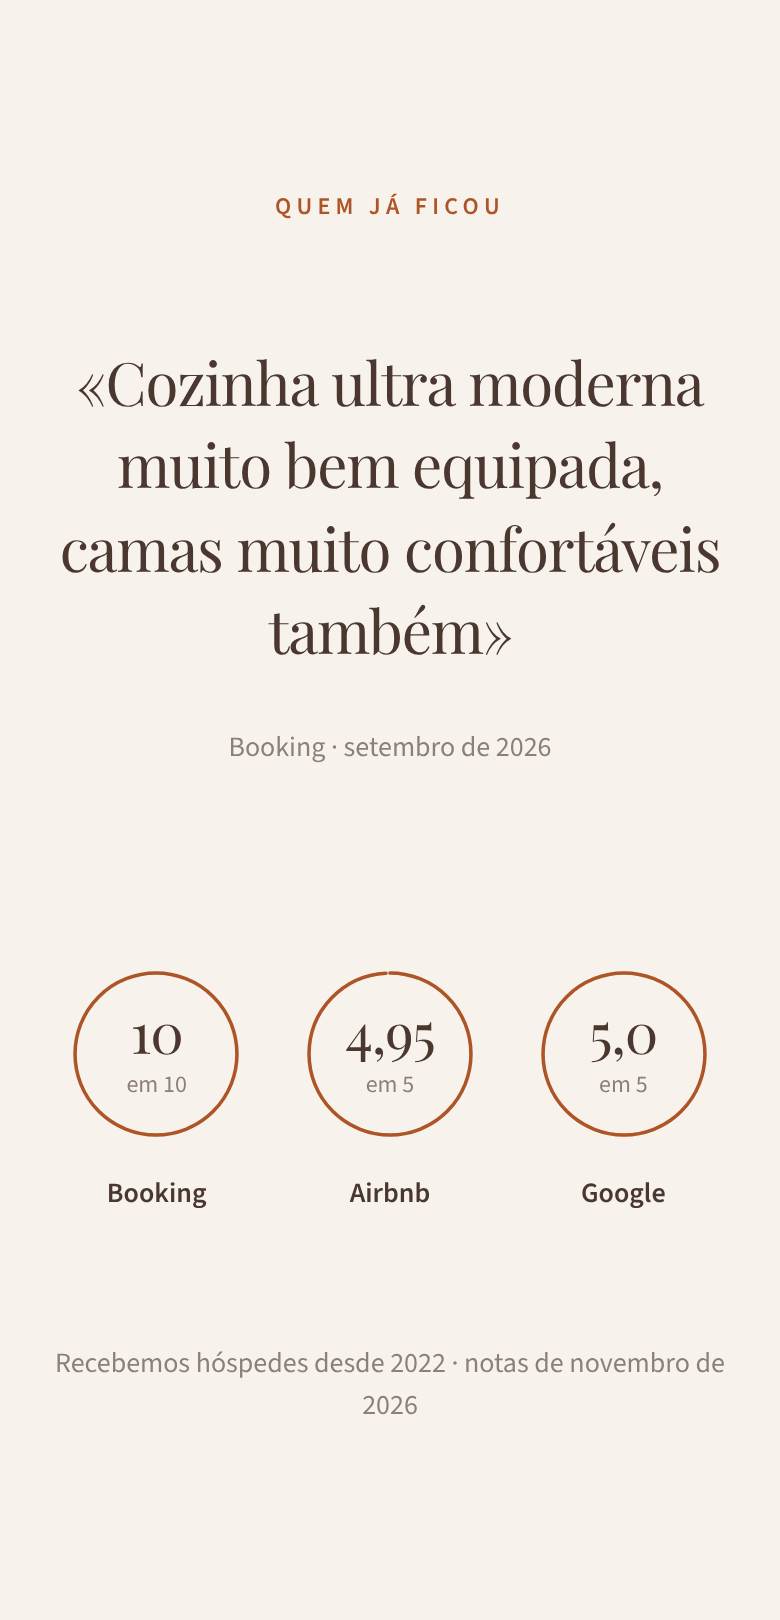 QUEM JÁ FICOU
«Cozinha ultra moderna
muito bem equipada,
camas muito confortáveis
também»
Booking · setembro de 2026
10
em 10
Booking
4,95
em 5
Airbnb
5,0
em 5
Google
Recebemos hóspedes desde 2022 · notas de novembro de
2026